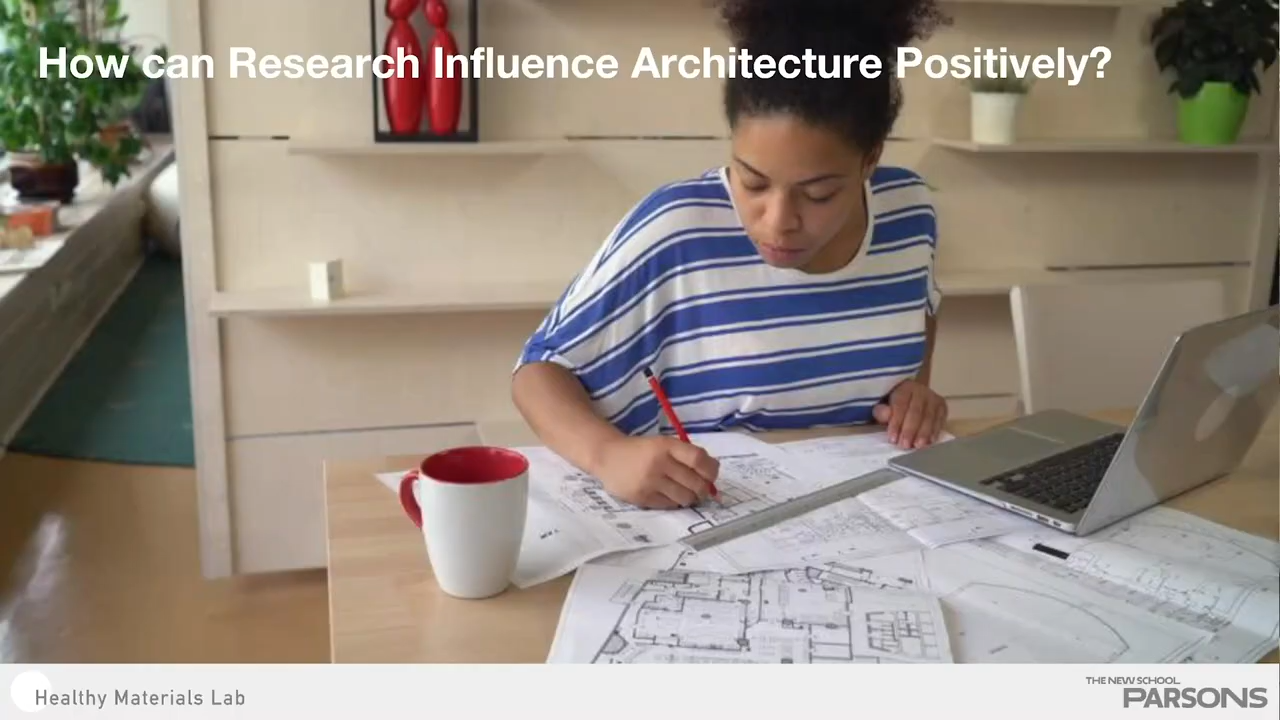 How can Research Influence Architecture Positively?
Healthy Materials Lab
THE NEW SCHOOL
PARSONS